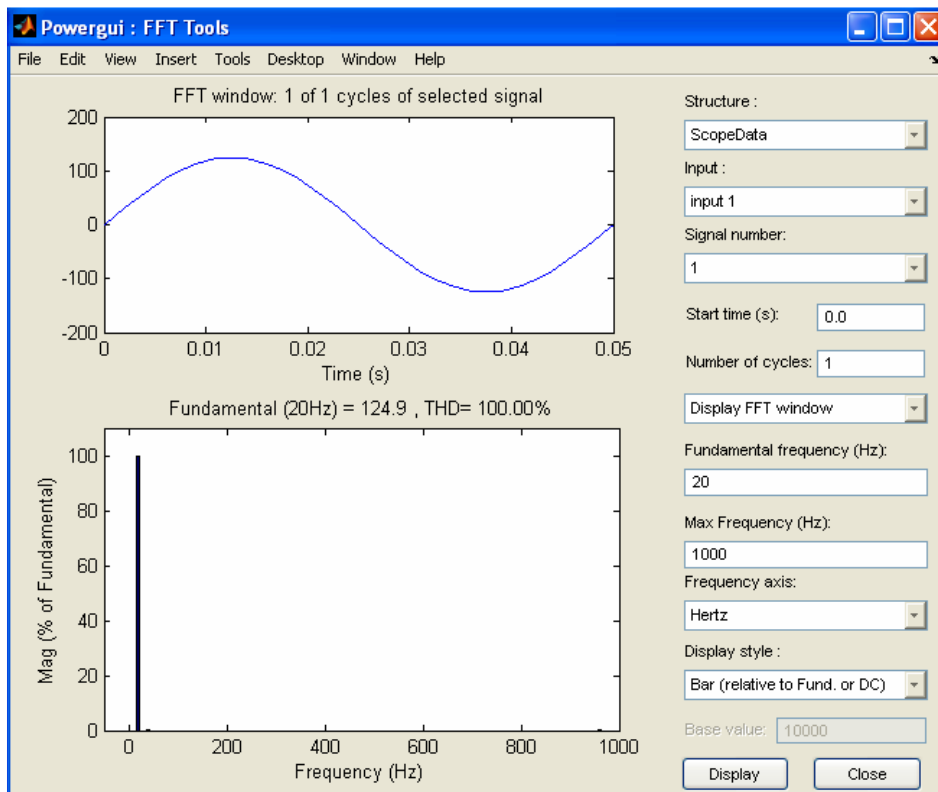 Powergui : FFT Tools
File Edit View Insert Tools Desktop Window Help
FFT window: 1 of 1 cycles of selected signal
200
100
0
-100
-200
0 0.01 0.02 0.03 0.04 0.05
Time (s)
Fundamental (20Hz) = 124.9 , THD= 100.00%
Mag (% of Fundamental)
100
80
60
40
20
0
0 200 400 600 800 1000
Frequency (Hz)
Structure :
ScopeData
Input :
input 1
Signal number:
1
Start time (s): 0.0
Number of cycles: 1
Display FFT window
Fundamental frequency (Hz):
20
Max Frequency (Hz):
1000
Frequency axis:
Hertz
Display style :
Bar (relative to Fund. or DC)
Base value: 10000
Display Close